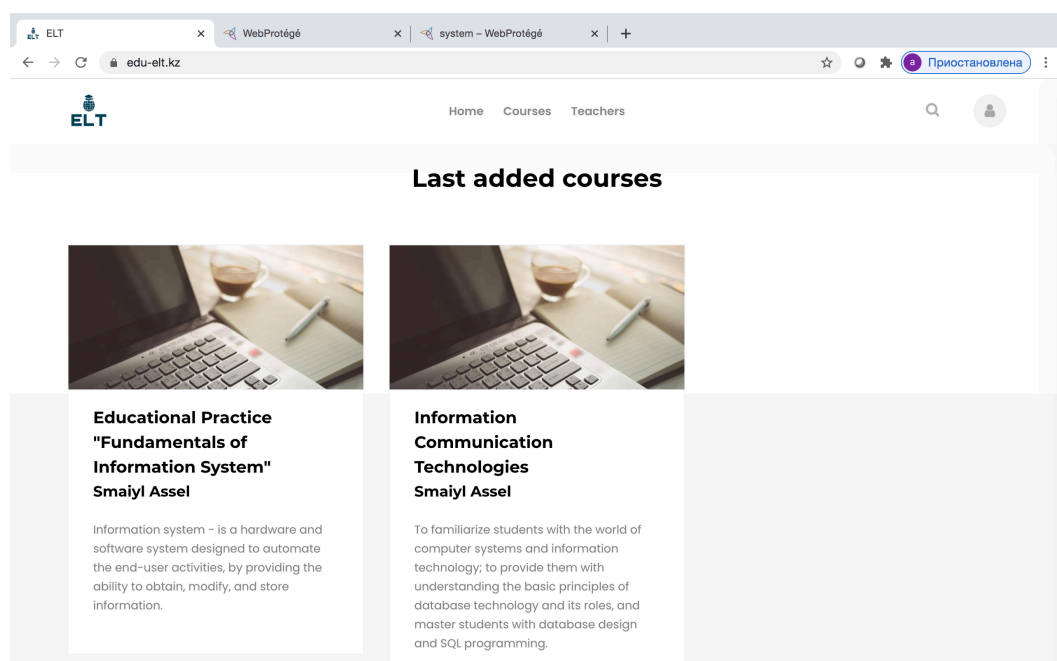 ELT
WebProtégé
system – WebProtégé
edu-elt.kz
а
Приостановлена
ELT
Home
Courses
Teachers
Last added courses
Educational Practice
"Fundamentals of
Information System"
Smaiyl Assel
Information system - is a hardware and
software system designed to automate
the end-user activities, by providing the
ability to obtain, modify, and store
information.
Information
Communication
Technologies
Smaiyl Assel
To familiarize students with the world of
computer systems and information
technology; to provide them with
understanding the basic principles of
database technology and its roles, and
master students with database design
and SQL programming.